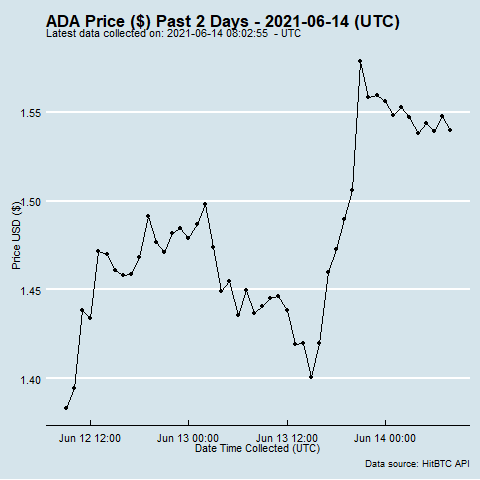 ADA Price ($) Past 2 Days - 2021-06-14 (UTC)
Latest data collected on: 2021-06-14 08:02:55 - UTC
Price USD ($)
1.55
1.50
1.45
1.40
Jun 12 12:00 Jun 13 00:00 Jun 13 12:00 Jun 14 00:00
Date Time Collected (UTC)
Data source: HitBTC API